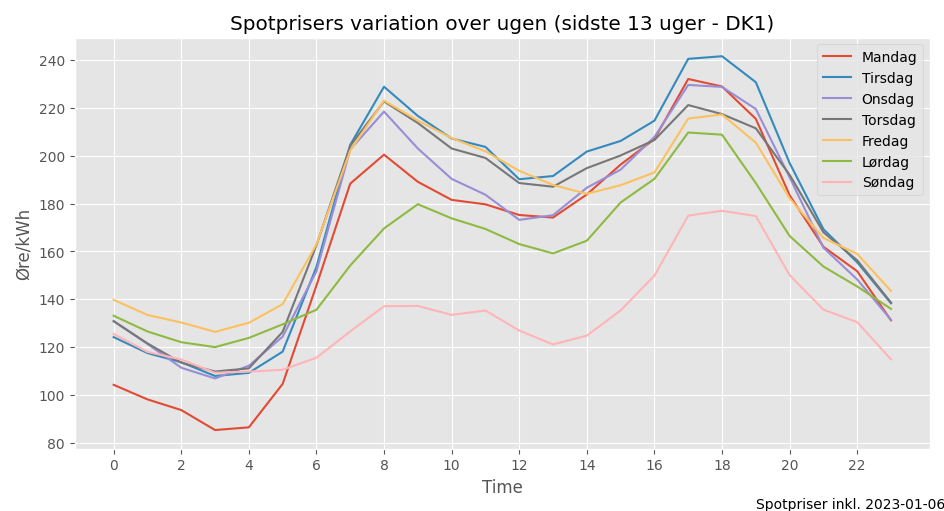 Spotprisers variation over ugen (sidste 13 uger - DK1)
Mandag
Tirsdag
Onsdag
Torsdag
Fredag
Lørdag
Søndag
Øre/kWh
240
220
200
180
160
140
120
100
80
0 2 4 6 8 10 12 14 16 18 20 22
Time
Spotpriser inkl. 2023-01-06